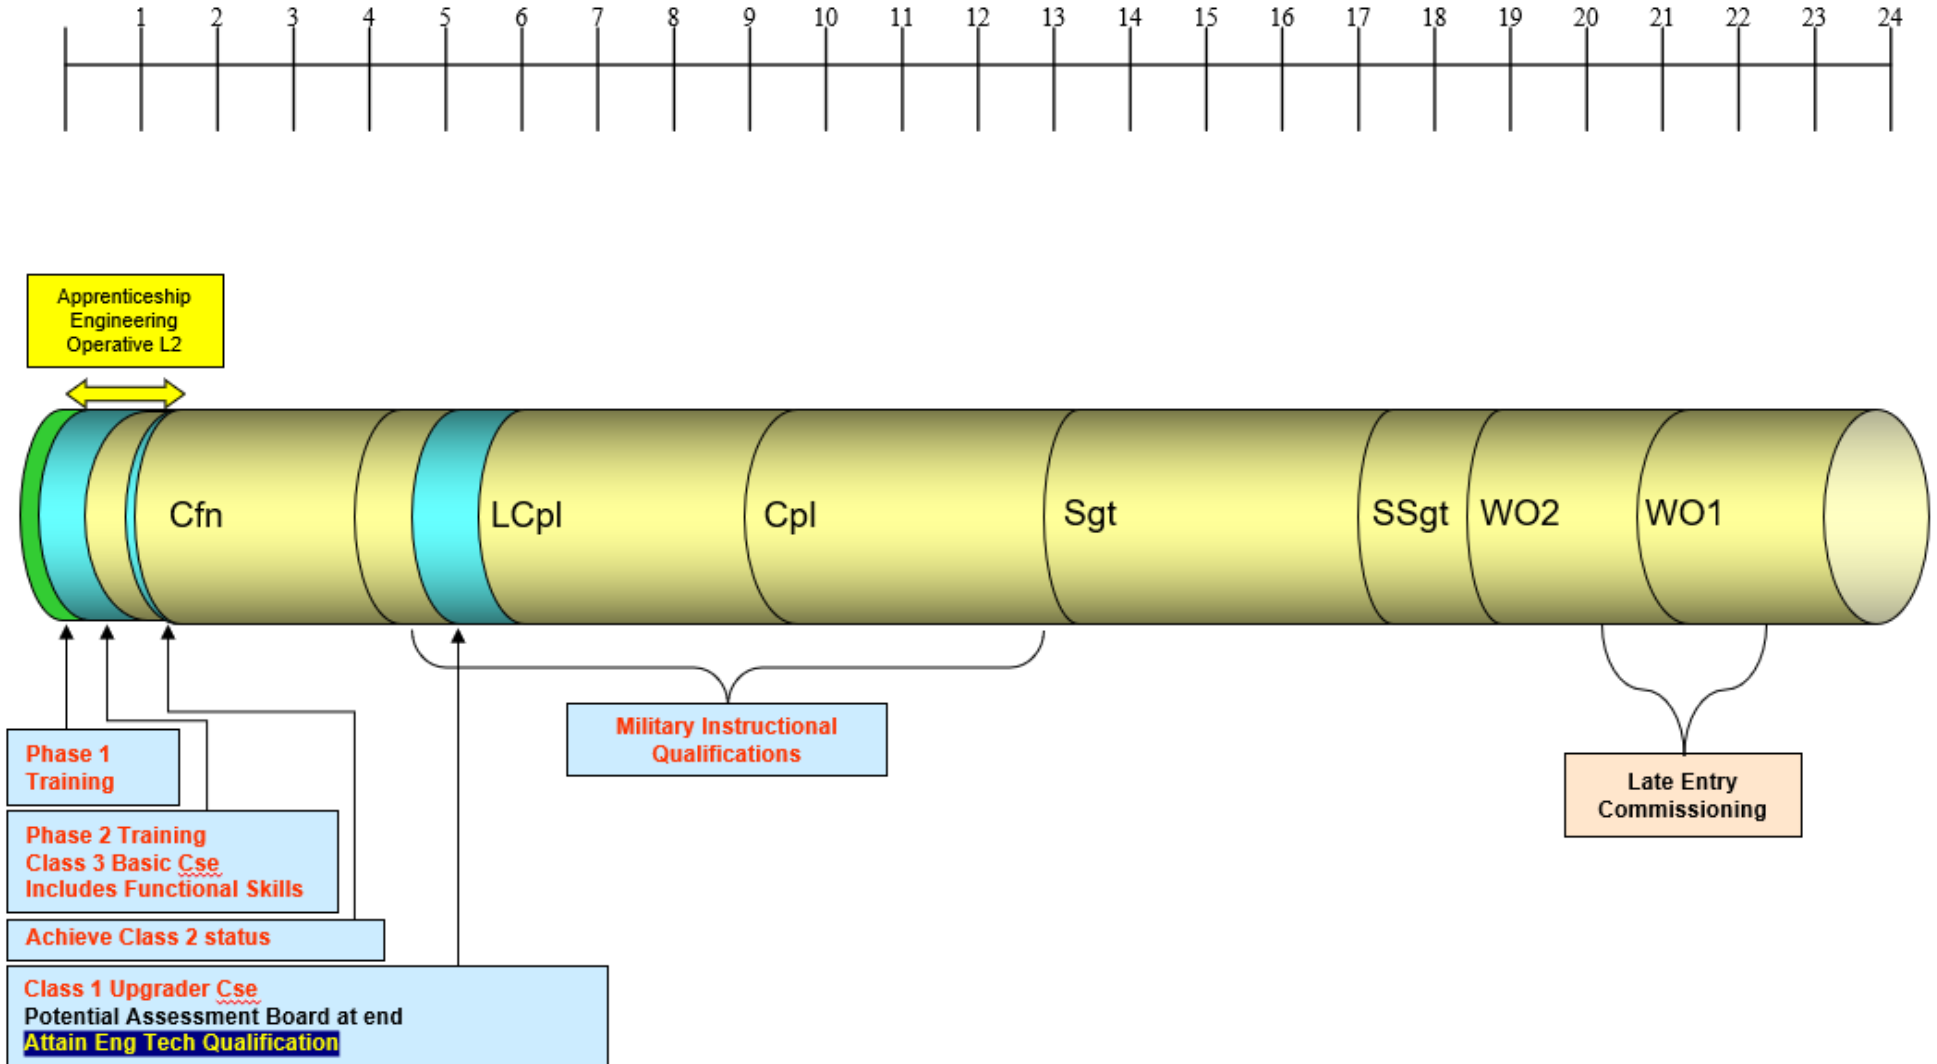 1 2 3 4 5 6 7 8 9 10 11 12 13 14 15 16 17 18 19 20 21 22 23 24
Apprenticeship
Engineering
Operative L2
Cfn LCpl Cpl Sgt SSgt WO2 WO1
Military Instructional
Qualifications
Phase 1
Training
Late Entry
Commissioning
Phase 2 Training
Class 3 Basic Cse
Includes Functional Skills
Achieve Class 2 status
Class 1 Upgrader Cse
Potential Assessment Board at end
Attain Eng Tech Qualification